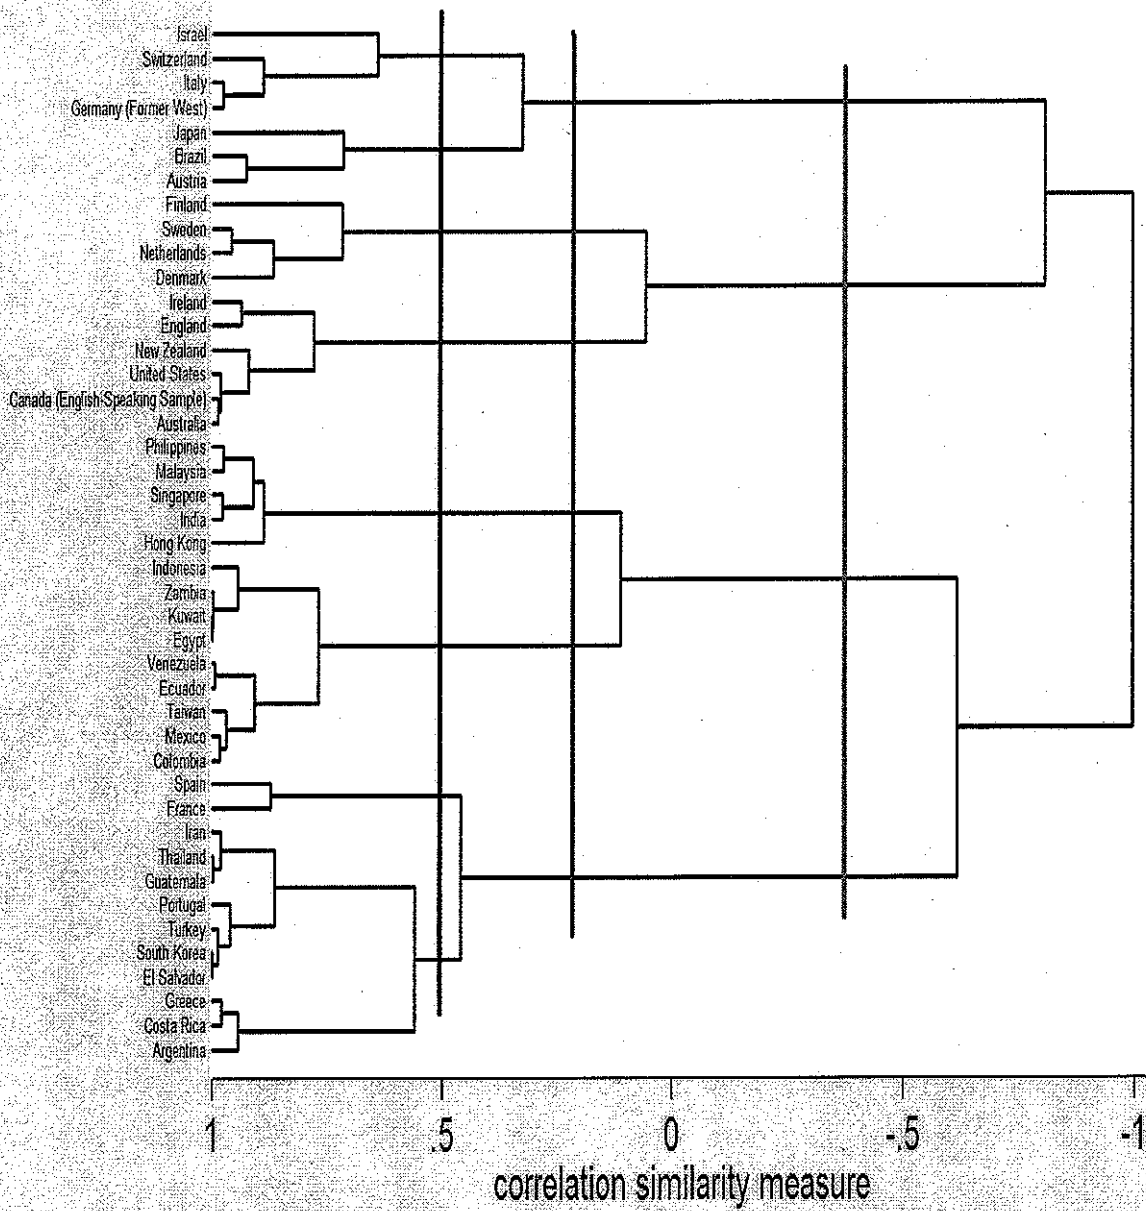 Israel
Switzerland
Italy
Germany (Former West)
Japan
Brazil
Austria
Finland
Sweden
Netherlands
Denmark
Ireland
England
New Zealand
United States
Canada (English-Speaking Sample)
Australia
Philippines
Malaysia
Singapore
India
Hong Kong
Indonesia
Zambia
Kuwait
Egypt
Venezuela
Ecuador
Taiwan
Mexico
Colombia
Spain
France
Iran
Thailand
Guatemala
Portugal
Turkey
South Korea
El Salvador
Greece
Costa Rica
Argentina
1 .5 0 -.5 -1
correlation similarity measure